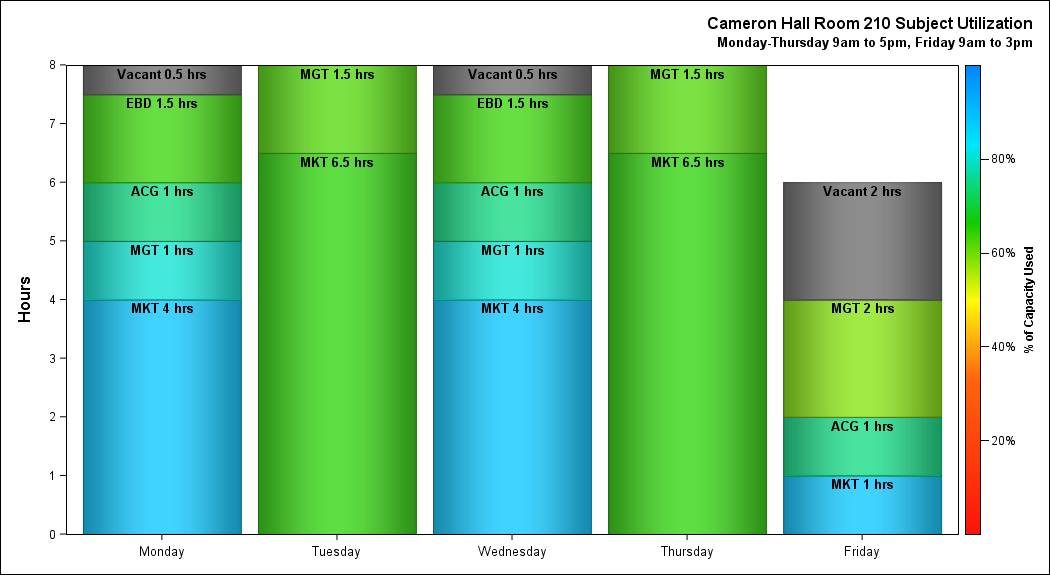 Cameron Hall Room 210 Subject Utilization
Monday-Thursday 9am to 5pm, Friday 9am to 3pm
Hours
8
7
6
5
4
3
2
1
0
Vacant 0.5 hrs
EBD 1.5 hrs
ACG 1 hrs
MGT 1 hrs
MKT 4 hrs
MGT 1.5 hrs
MKT 6.5 hrs
Vacant 0.5 hrs
EBD 1.5 hrs
ACG 1 hrs
MGT 1 hrs
MKT 4 hrs
MGT 1.5 hrs
MKT 6.5 hrs
Vacant 2 hrs
MGT 2 hrs
ACG 1 hrs
MKT 1 hrs
Monday
Tuesday
Wednesday
Thursday
Friday
80%
60%
40%
20%
% of Capacity Used